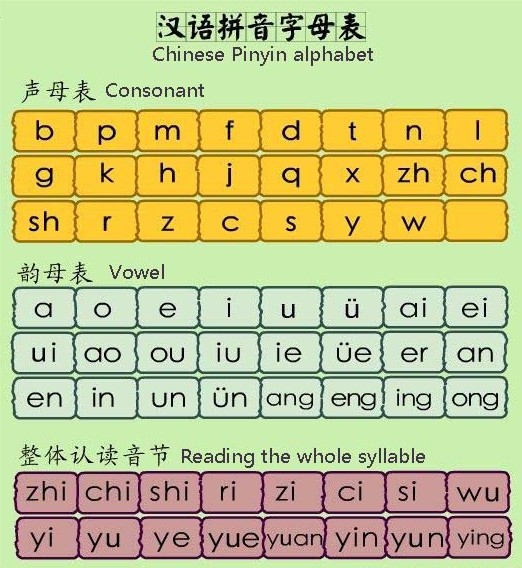 汉语拼音字母表
Chinese Pinyin alphabet
声母表 Consonant
b p m f d t n l
g k h j q x zh ch
sh r z c s y w
韵母表 Vowel
a o e i u ü ai ei
ui ao ou iu ie üe er an
en in un ün ang eng ing ong
整体认读音节 Reading the whole syllable
zhi chi shi ri zi ci si wu
yi yu ye yue yuan yin yun ying